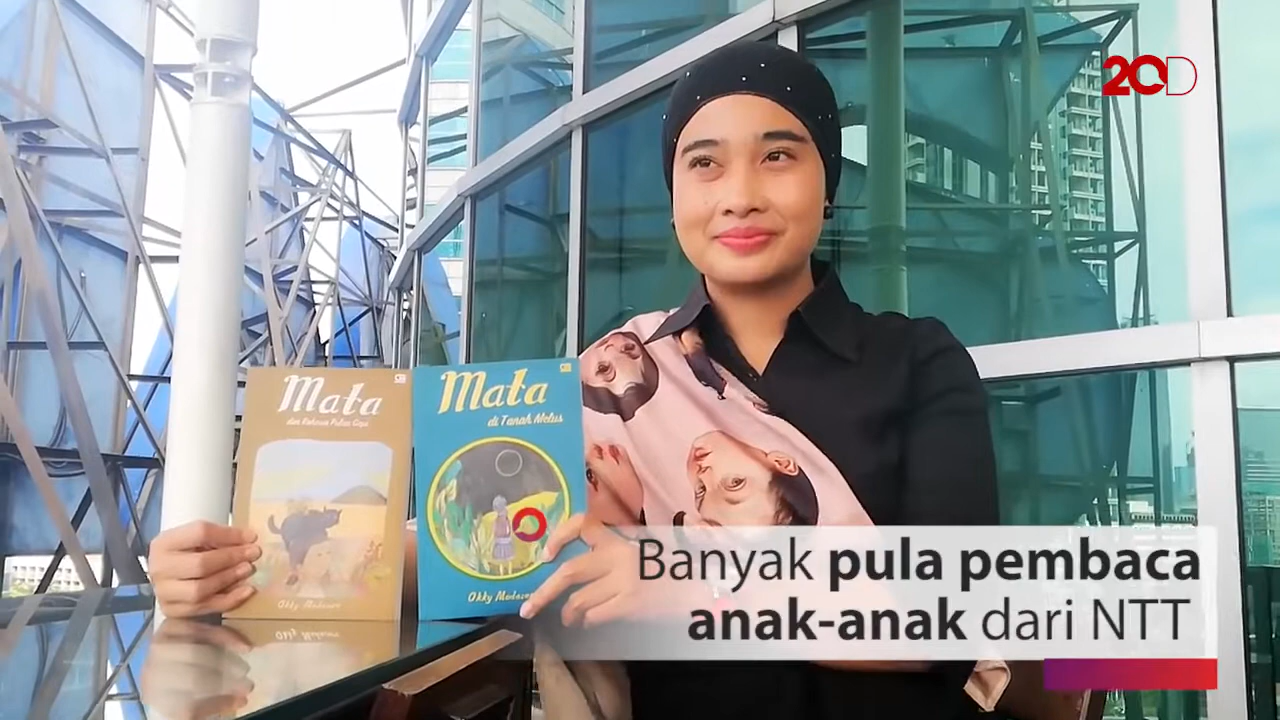 20D
Mata
dan Rahasia Pulau Gapi
Okky Madasari
Mata
di Tanah Melus
Okky Madasari
Banyak pula pembaca
anak-anak dari NTT